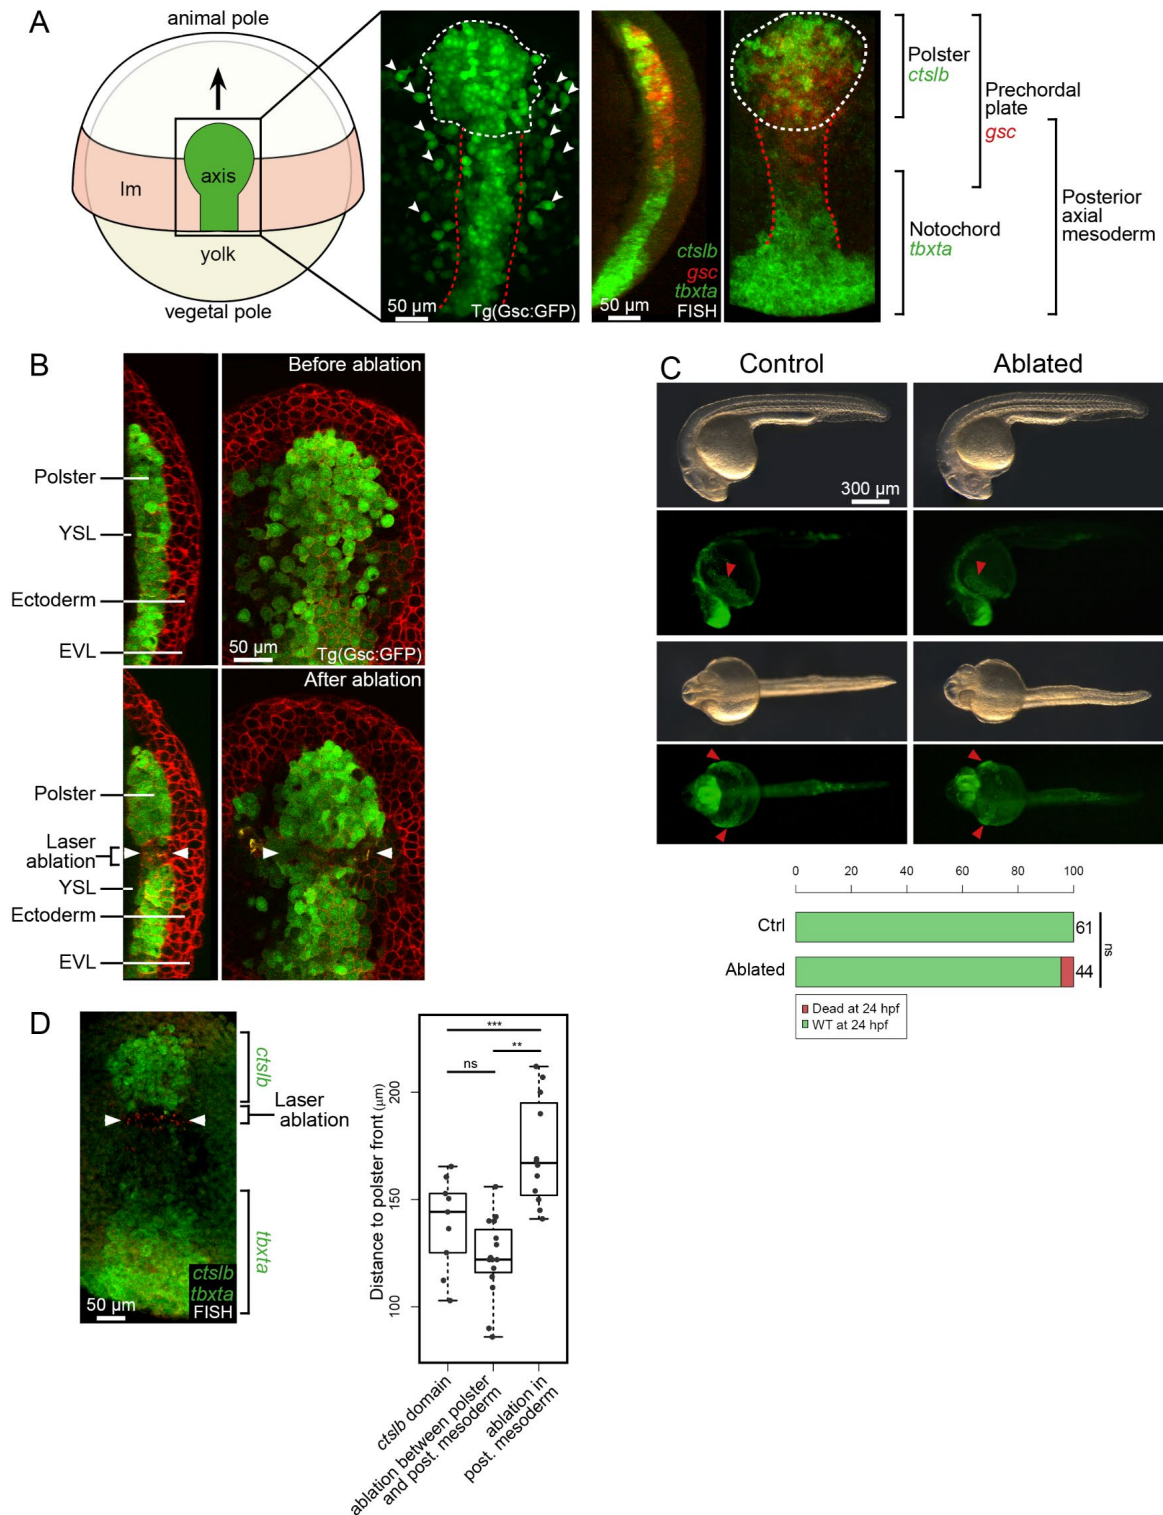 A
animal pole
lm
axis
yolk
vegetal pole
50 µm
Tg(Gsc:GFP)
ctslb
gsc
tbxta
50 µm
FISH
Polster
ctslb
Prechordal
plate
gsc
Notochord
tbxta
Posterior
axial
mesoderm
B
Before ablation
Polster
YSL
Ectoderm
EVL
50 µm
Tg(Gsc:GFP)
After ablation
Polster
Laser
ablation
YSL
Ectoderm
EVL
C
Control
Ablated
300 µm
0 20 40 60 80 100
Ctrl
61
Ablated
44
ns
Dead at 24 hpf
WT at 24 hpf
D
ctslb
Laser
ablation
tbxta
ctslb
tbxta
50 µm
FISH
***
**
ns
Distance to polster front (µm)
200
150
100
ctslb domain
ablation between polster
and post. mesoderm
ablation in
post. mesoderm